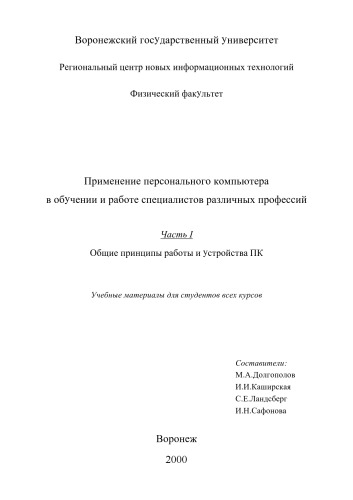 Воронежский государственный университет
Региональный центр новых информационных технологий
Физический факультет
Применение персонального компьютера
в обучении и работе специалистов различных профессий
Часть I
Общие принципы работы и устройства ПК
Учебные материалы для студентов всех курсов
Составители:
М.А.Долгополов
И.И.Каширская
С.Е.Ландсберг
И.Н.Сафонова
Воронеж
2000